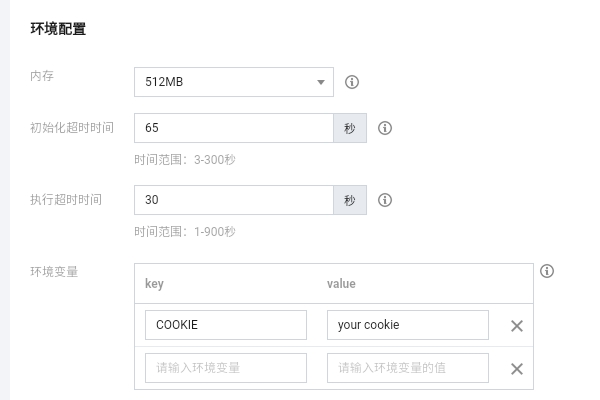 环境配置
内存 512MB
初始化超时时间 65 秒
时间范围：3-300秒
执行超时时间 30 秒
时间范围：1-900秒
环境变量
key value
COOKIE your cookie
请输入环境变量 请输入环境变量的值